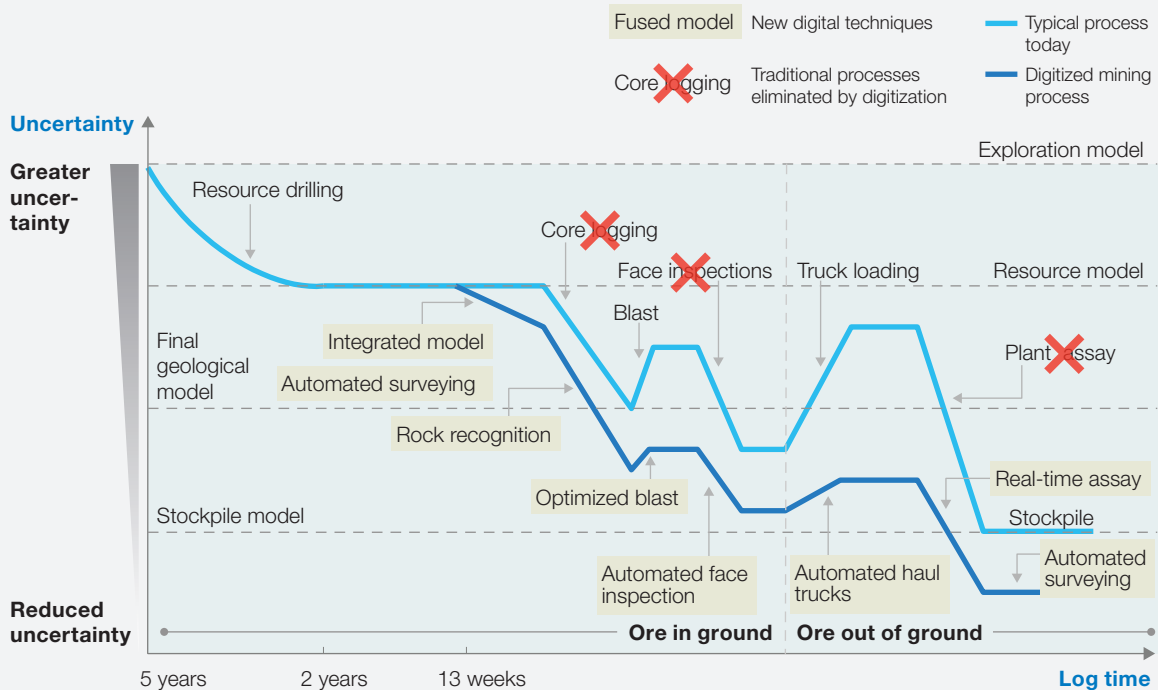 Fused model
New digital techniques
Typical process
today
Core logging
Traditional processes
eliminated by digitization
Digitized mining
process
Uncertainty
Greater
uncer-
tainty
Exploration model
Resource drilling
Core logging
Face inspections
Truck loading
Resource model
Blast
Integrated model
Final
geological
model
Plant assay
Automated surveying
Rock recognition
Optimized blast
Real-time assay
Stockpile model
Stockpile
Automated face
inspection
Automated haul
trucks
Automated
surveying
Reduced
uncertainty
Ore in ground
Ore out of ground
5 years
2 years
13 weeks
Log time